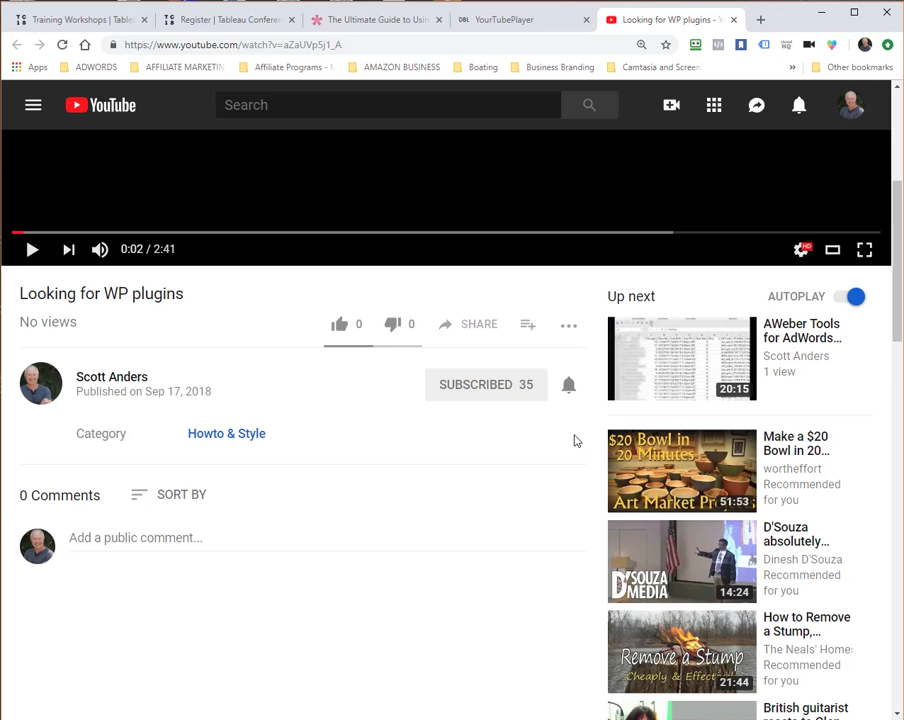 Training Workshops | Table
Register | Tableau Confere
The Ultimate Guide to Usin
DBL YourTubePlayer
Looking for WP plugins - Y
https://www.youtube.com/watch?v=aZaUVp5j1_A
Apps
ADWORDS
AFFILIATE MARKETIN
Affiliate Programs - M
AMAZON BUSINESS
Boating
Business Branding
Camtasia and Screen
»
Other bookmarks
YouTube
Search
0:02 / 2:41
HD
Looking for WP plugins
No views
0
0
SHARE
Scott Anders
Published on Sep 17, 2018
SUBSCRIBED 35
Category
Howto & Style
0 Comments
SORT BY
Add a public comment...
Up next
AUTOPLAY
20:15
AWeber Tools
for AdWords...
Scott Anders
1 view
$20 Bowl in
20 Minutes
Art Market Pr
51:53
Make a $20
Bowl in 20...
wortheffort
Recommended
for you
D'SOUZA
MEDIA
14:24
D'Souza
absolutely...
Dinesh D'Souza
Recommended
for you
Remove a Stump
Cheaply & Effect
21:44
How to Remove
a Stump,...
The Neals' Home
Recommended
for you
British guitarist